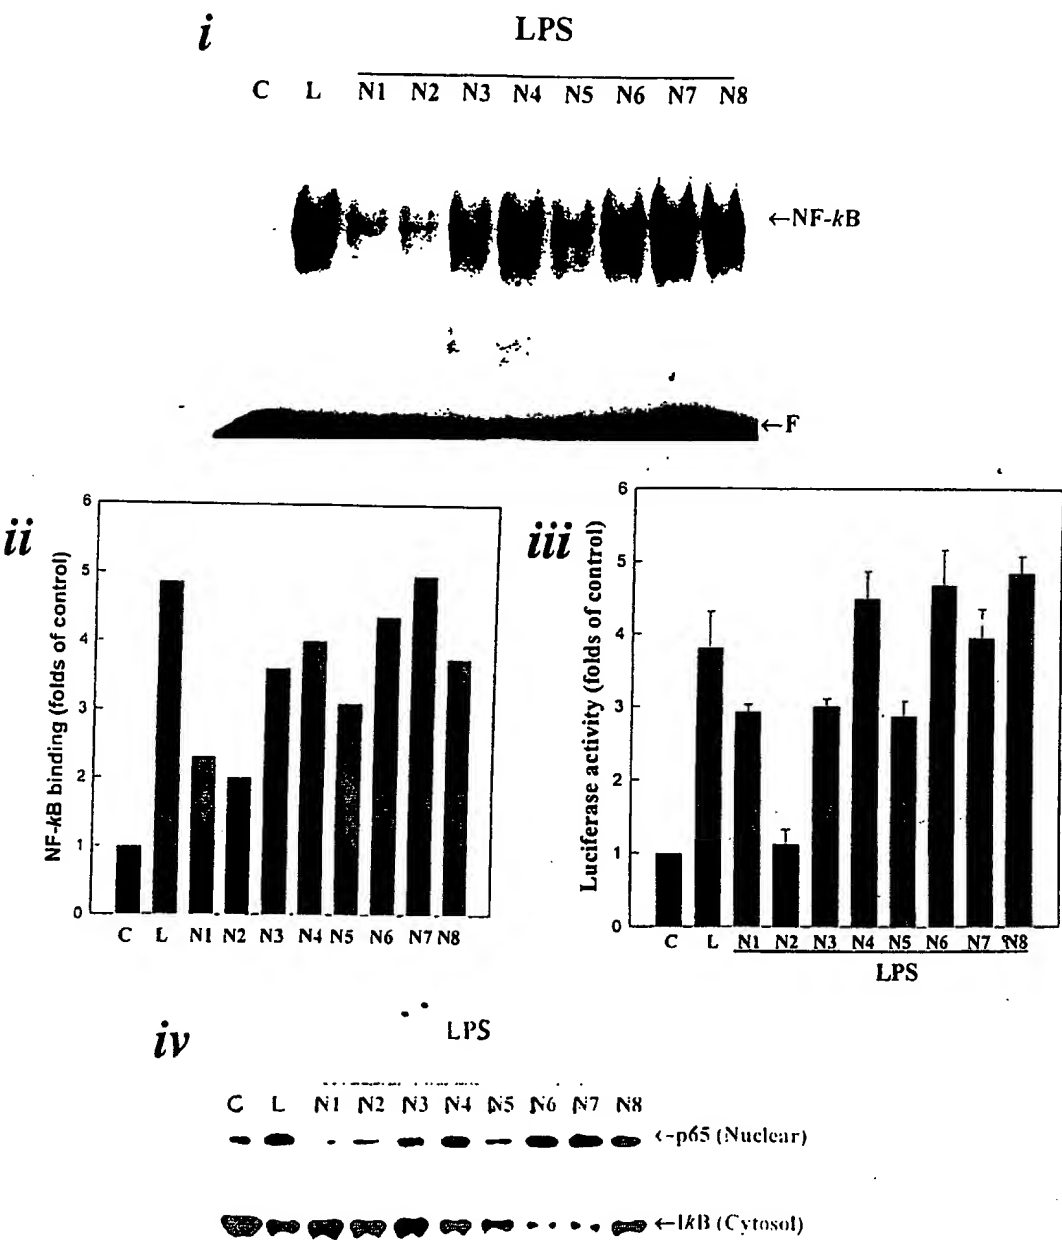 i
LPS
C L N1 N2 N3 N4 N5 N6 N7 N8
←NF-kB
←F
ii
NF-kB binding (folds of control)
6
5
4
3
2
1
0
C L N1 N2 N3 N4 N5 N6 N7 N8
iii
Luciferase activity (folds of control)
6
5
4
3
2
1
0
C L N1 N2 N3 N4 N5 N6 N7 N8
LPS
iv
LPS
C L N1 N2 N3 N4 N5 N6 N7 N8
←p65 (Nuclear)
←IkB (Cytosol)